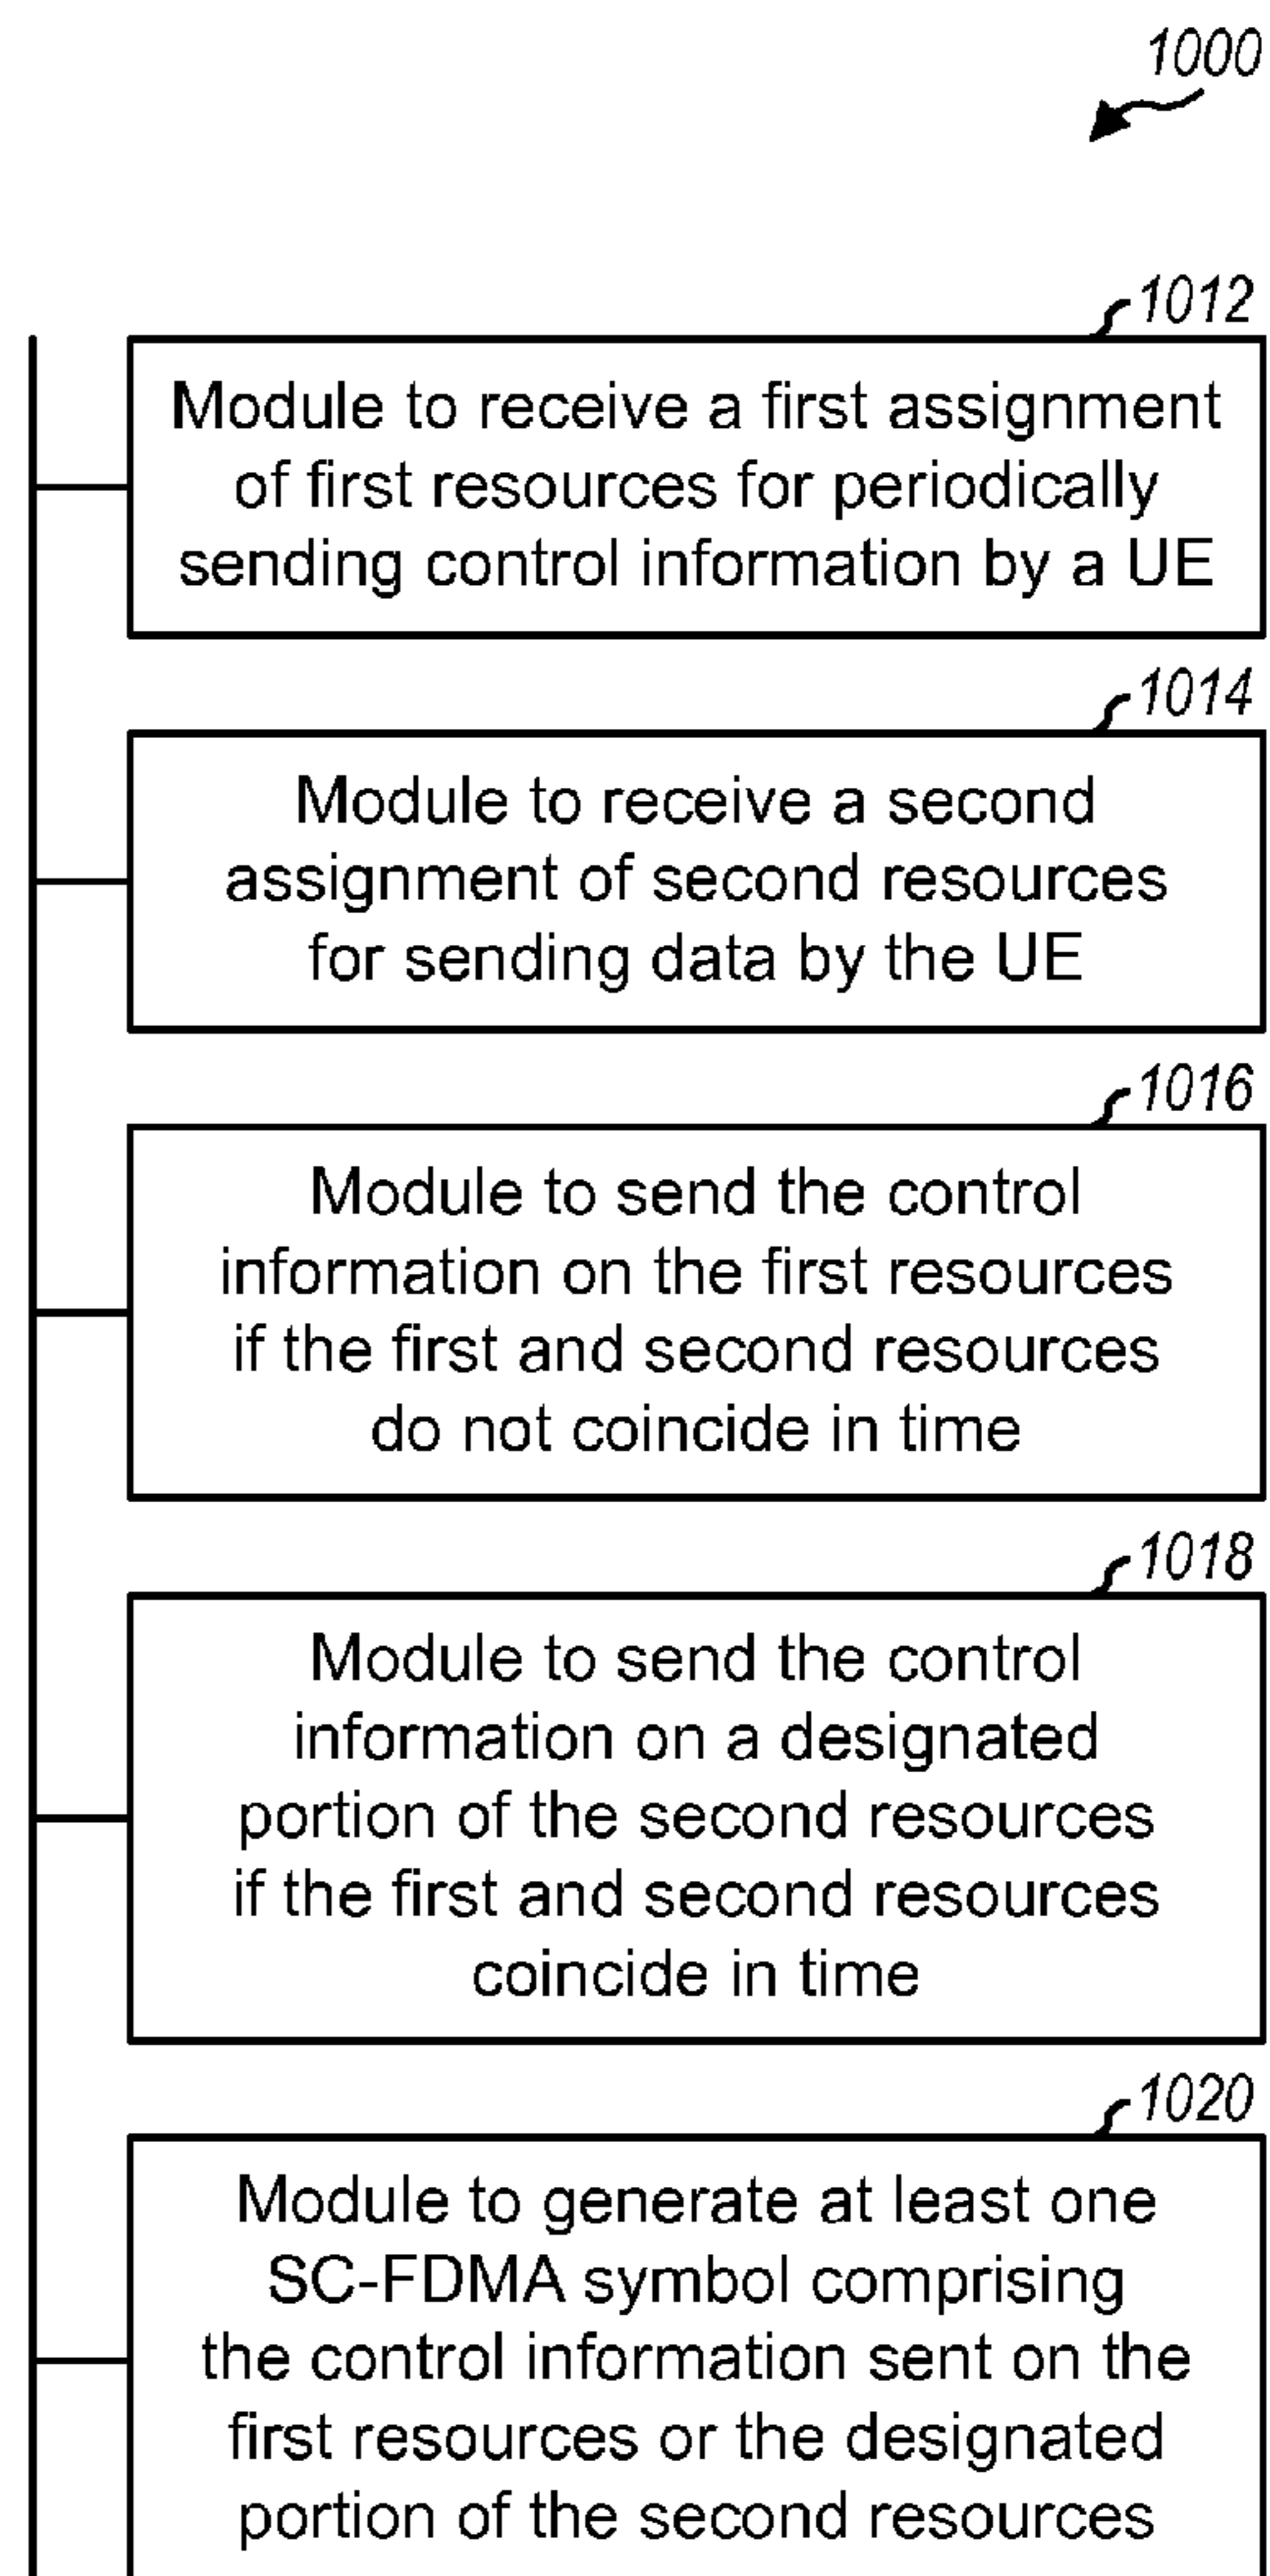 1000
1012
Module to receive a first assignment
of first resources for periodically
sending control information by a UE
1014
Module to receive a second
assignment of second resources
for sending data by the UE
1016
Module to send the control
information on the first resources
if the first and second resources
do not coincide in time
1018
Module to send the control
information on a designated
portion of the second resources
if the first and second resources
coincide in time
1020
Module to generate at least one
SC-FDMA symbol comprising
the control information sent on the
first resources or the designated
portion of the second resources